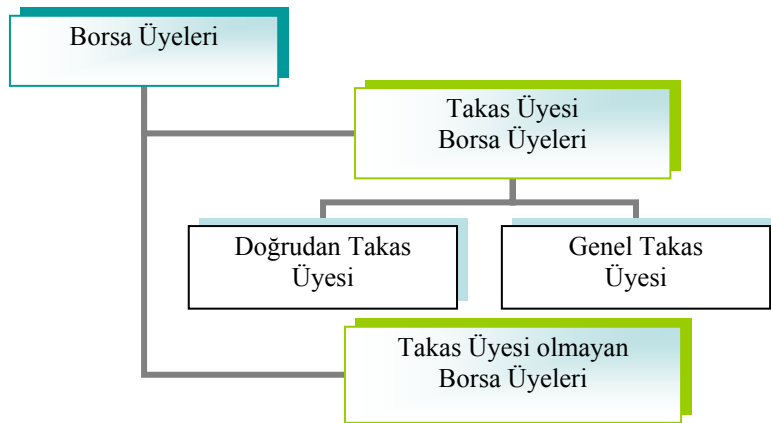 Borsa Üyeleri
Takas Üyesi
Borsa Üyeleri
Doğrudan Takas
Üyesi
Genel Takas
Üyesi
Takas Üyesi olmayan
Borsa Üyeleri